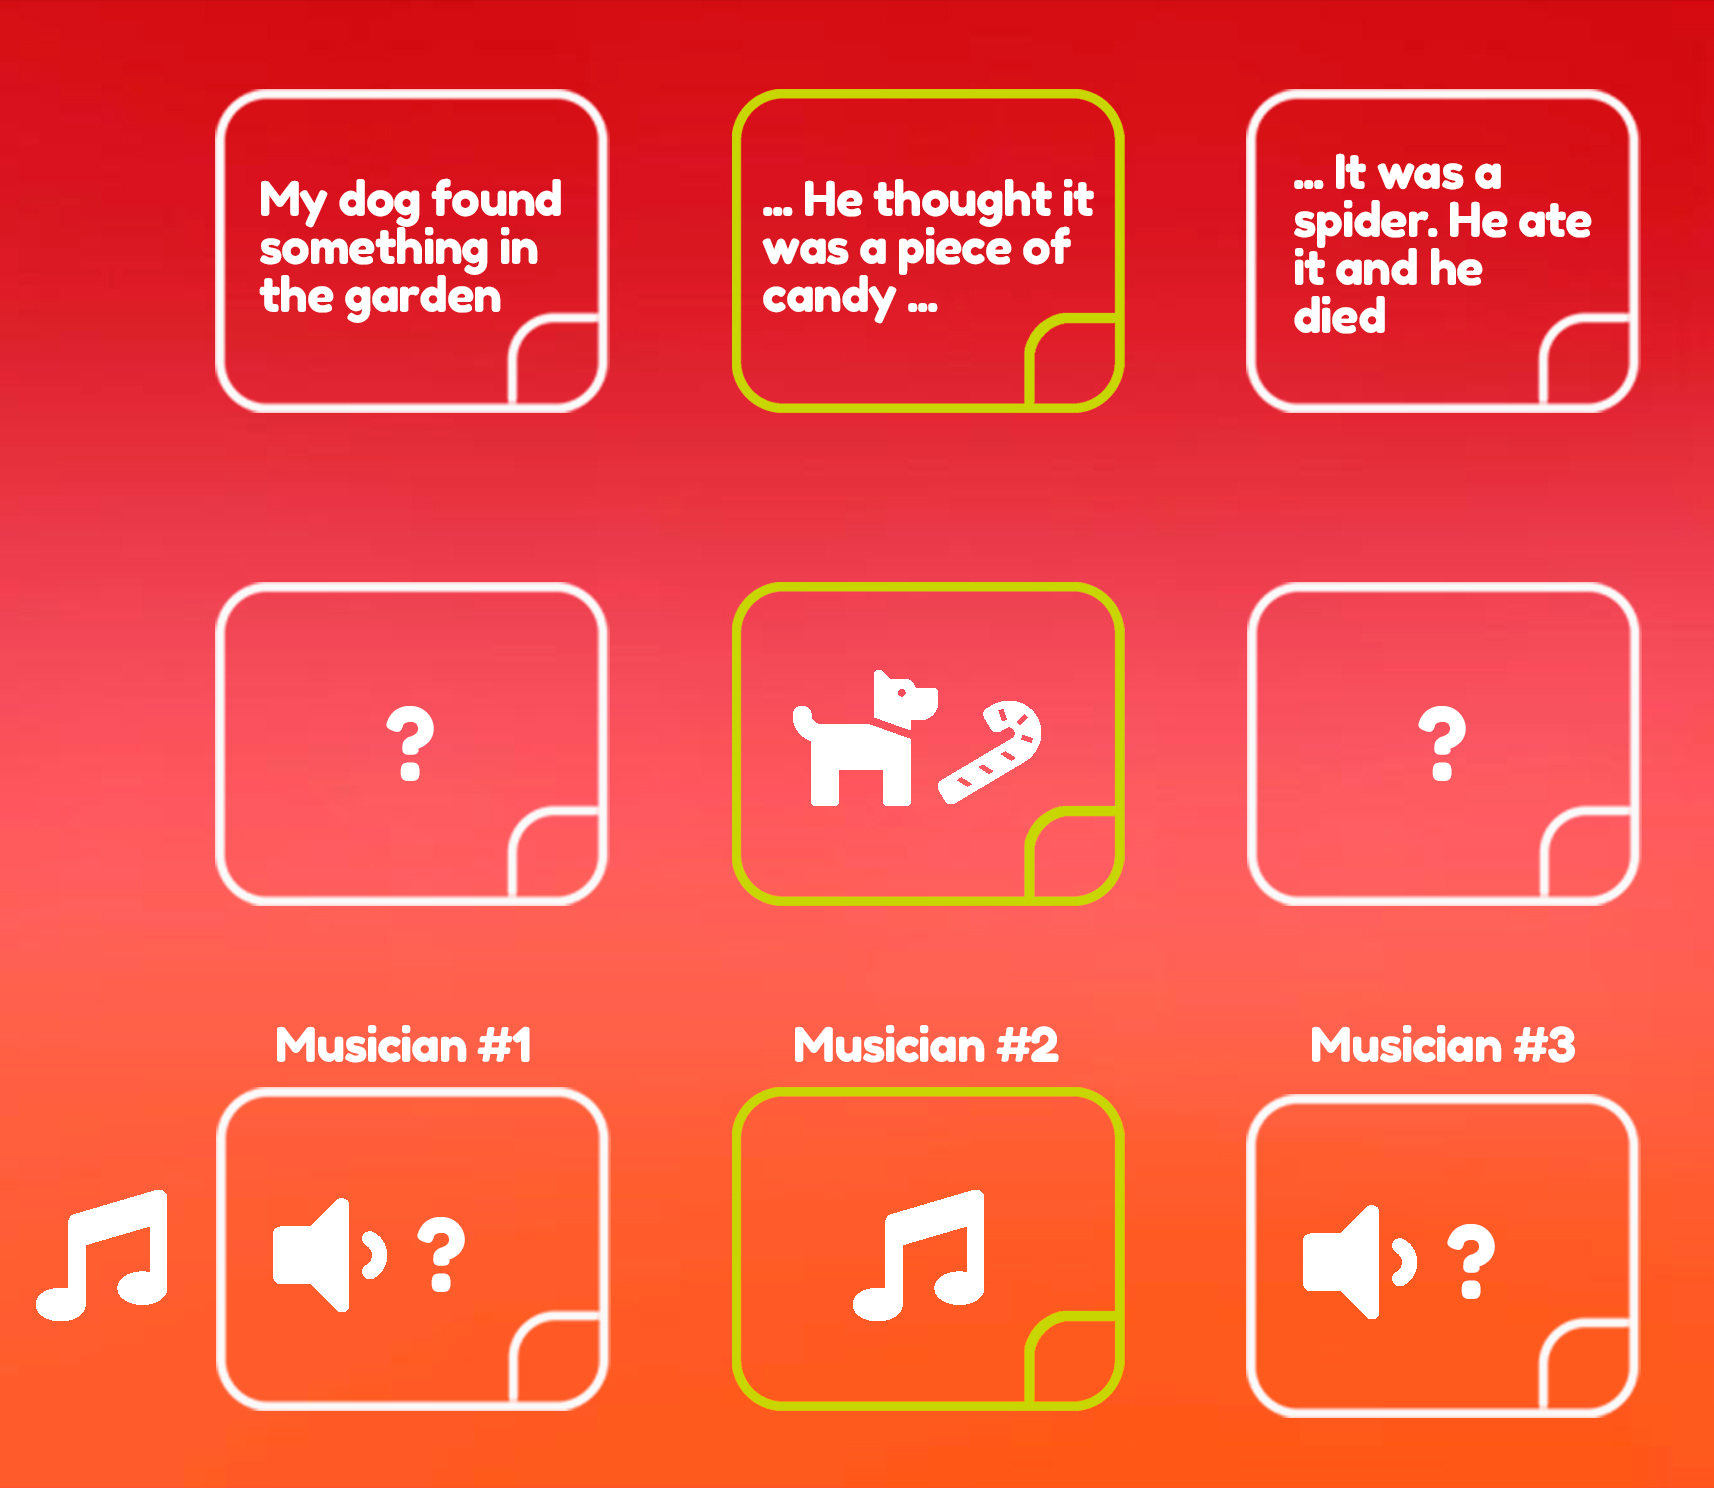 My dog found
something in
the garden
... He thought it
was a piece of
candy ...
... It was a
spider. He ate
it and he
died
?
?
Musician #1
Musician #2
Musician #3
?
?